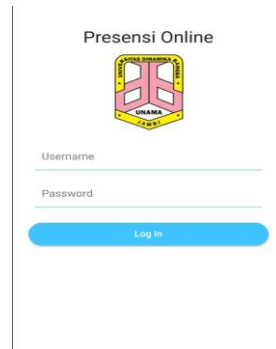 Presensi Online
UNIVERSITAS DINAMIKA BANGSA
UNAMA
JAMBI
Username
Password
Log In